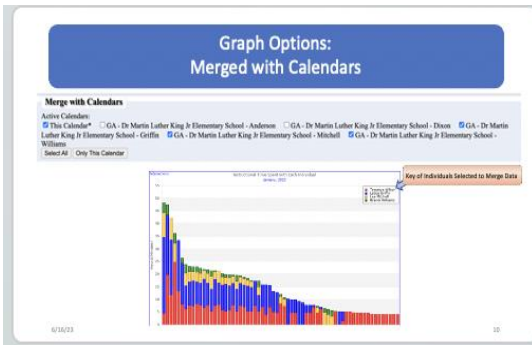 Graph Options:
Merged with Calendars
Merge with Calendars
Active Calendars:
This Calendar* GA - Dr Martin Luther King Jr Elementary School - Anderson GA - Dr Martin Luther King Jr Elementary School - Dixon GA - Dr Martin
Luther King Jr Elementary School - Griffin GA - Dr Martin Luther King Jr Elementary School - Mitchell GA - Dr Martin Luther King Jr Elementary School -
Williams
Select All Only This Calendar
Key of Individuals Selected to Merge Data
6/16/23
10